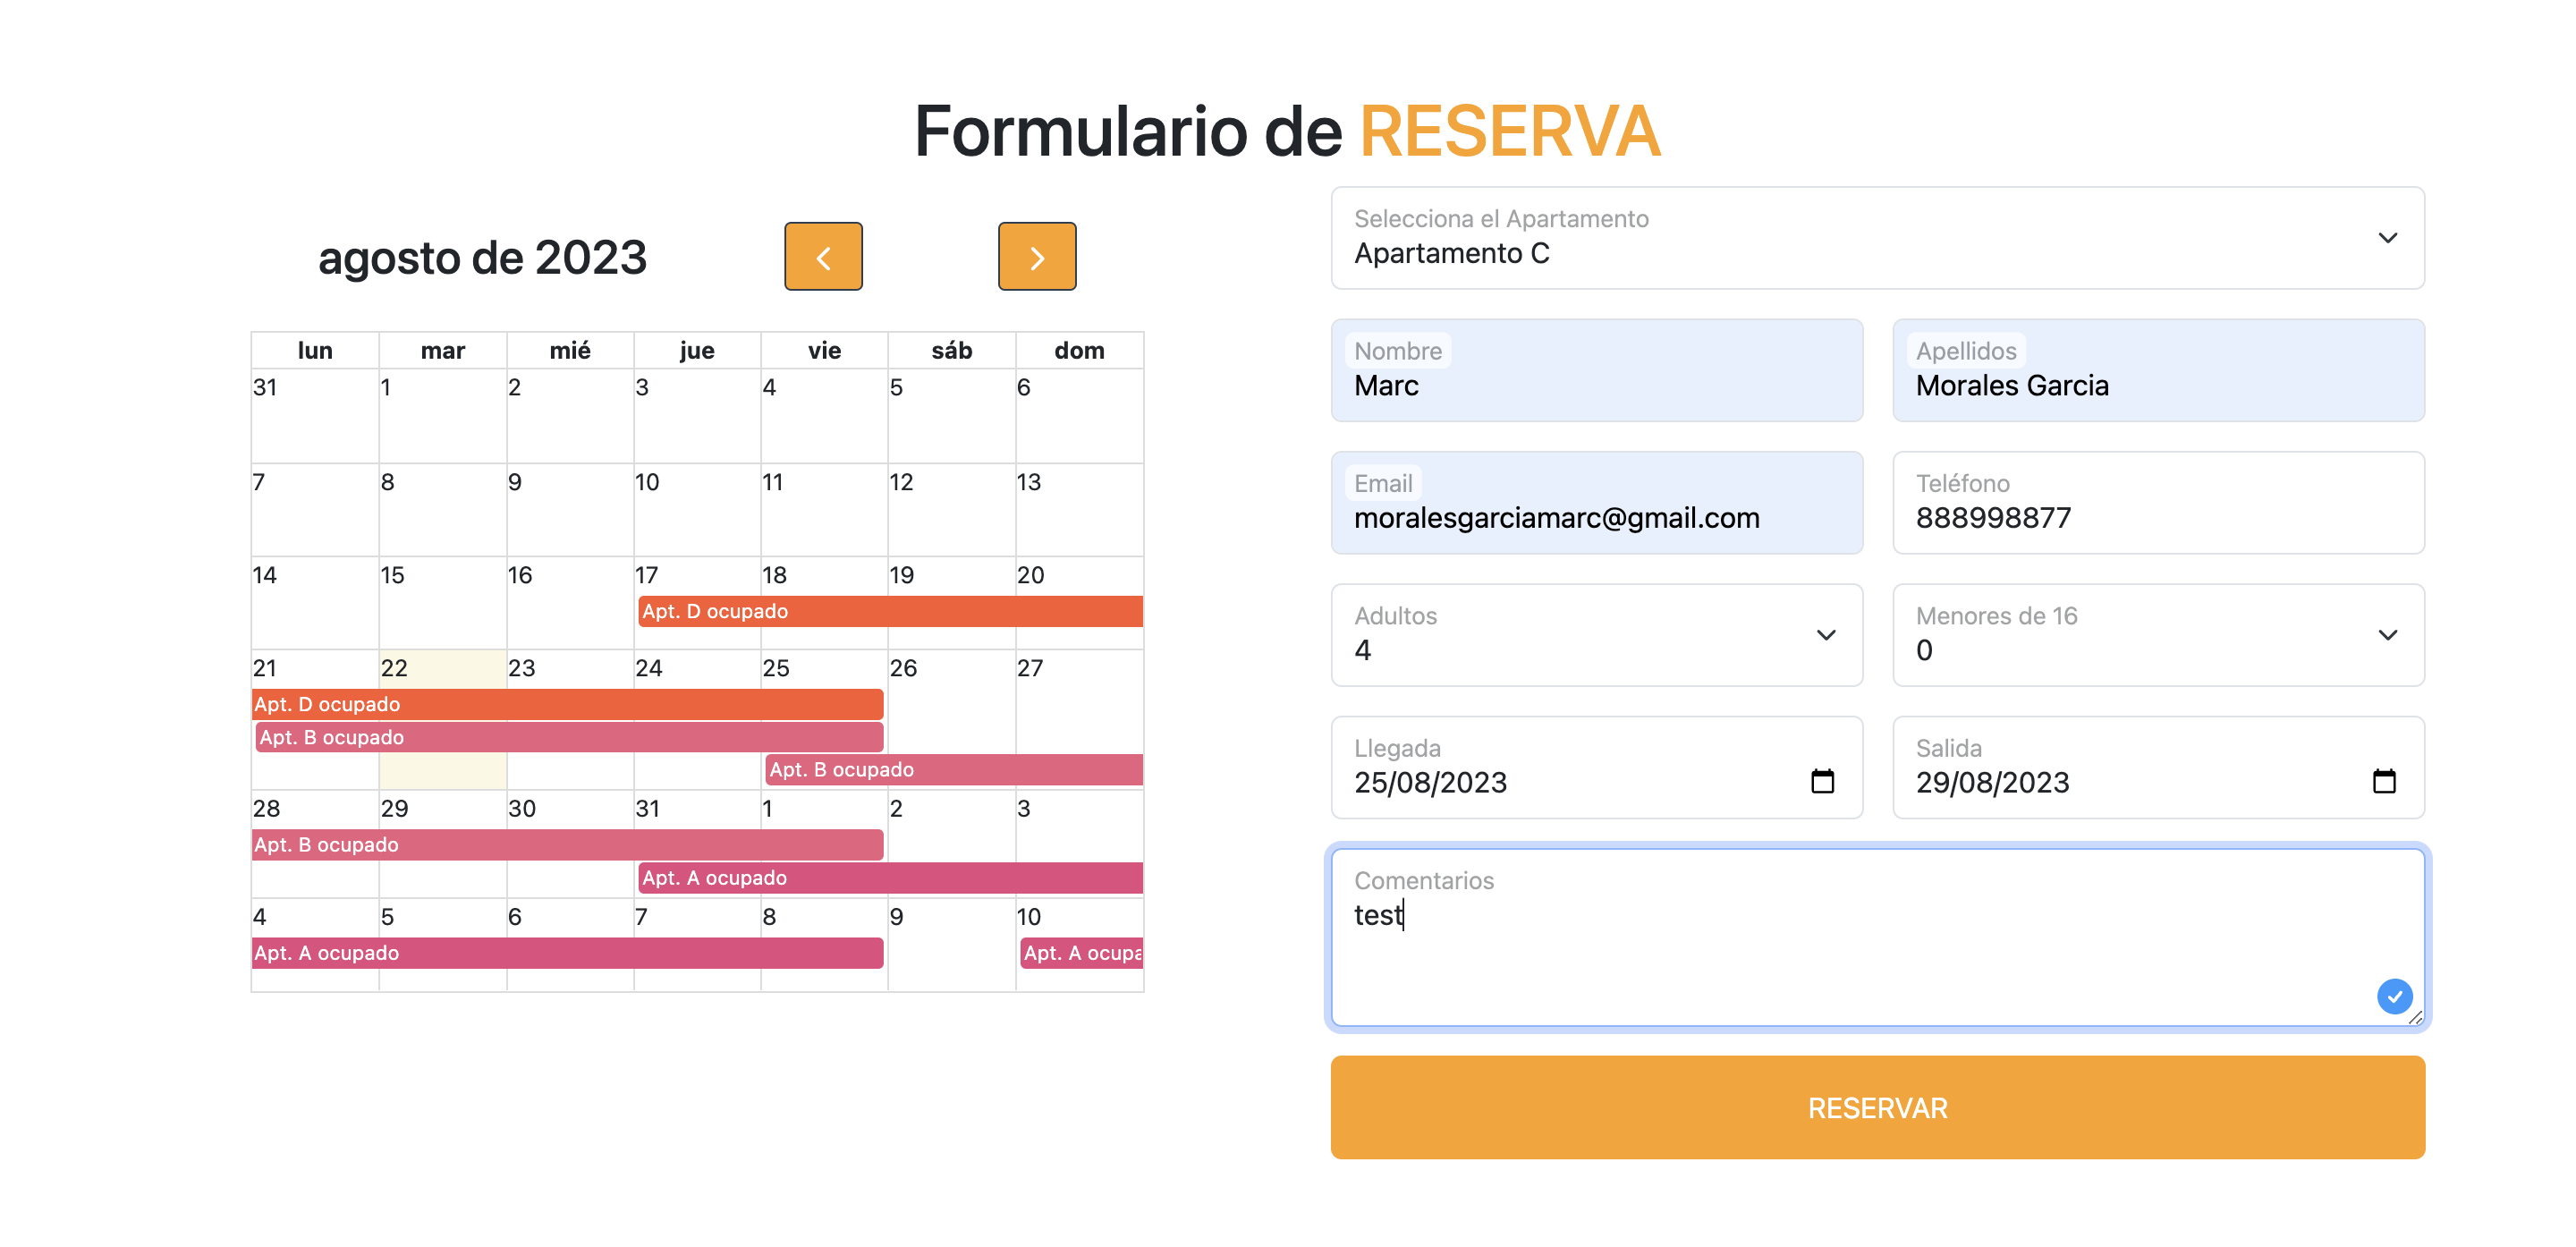 Formulario de RESERVA
agosto de 2023
lun mar mié jue vie sáb dom
31 1 2 3 4 5 6
7 8 9 10 11 12 13
14 15 16 17 18 19 20
Apt. D ocupado
21 22 23 24 25 26 27
Apt. D ocupado
Apt. B ocupado
Apt. B ocupado
28 29 30 31 1 2 3
Apt. B ocupado
Apt. A ocupado
4 5 6 7 8 9 10
Apt. A ocupado Apt. A ocupa
Selecciona el Apartamento
Apartamento C
Nombre
Marc
Apellidos
Morales Garcia
Email
moralesgarciamarc@gmail.com
Teléfono
888998877
Adultos
4
Menores de 16
0
Llegada
25/08/2023
Salida
29/08/2023
Comentarios
test
RESERVAR